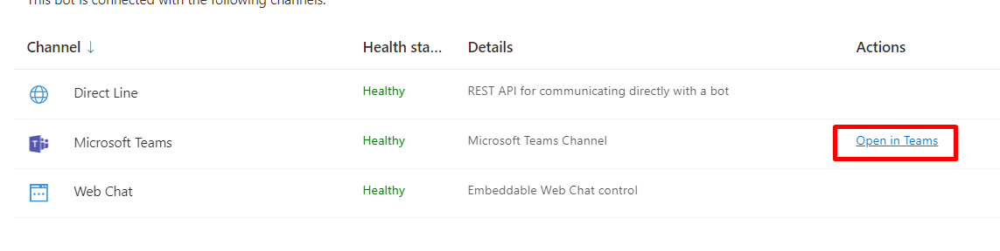 This bot is connected with the following channels.
Channel ↓ Health sta... Details Actions
Direct Line Healthy REST API for communicating directly with a bot
Microsoft Teams Healthy Microsoft Teams Channel Open in Teams
Web Chat Healthy Embeddable Web Chat control